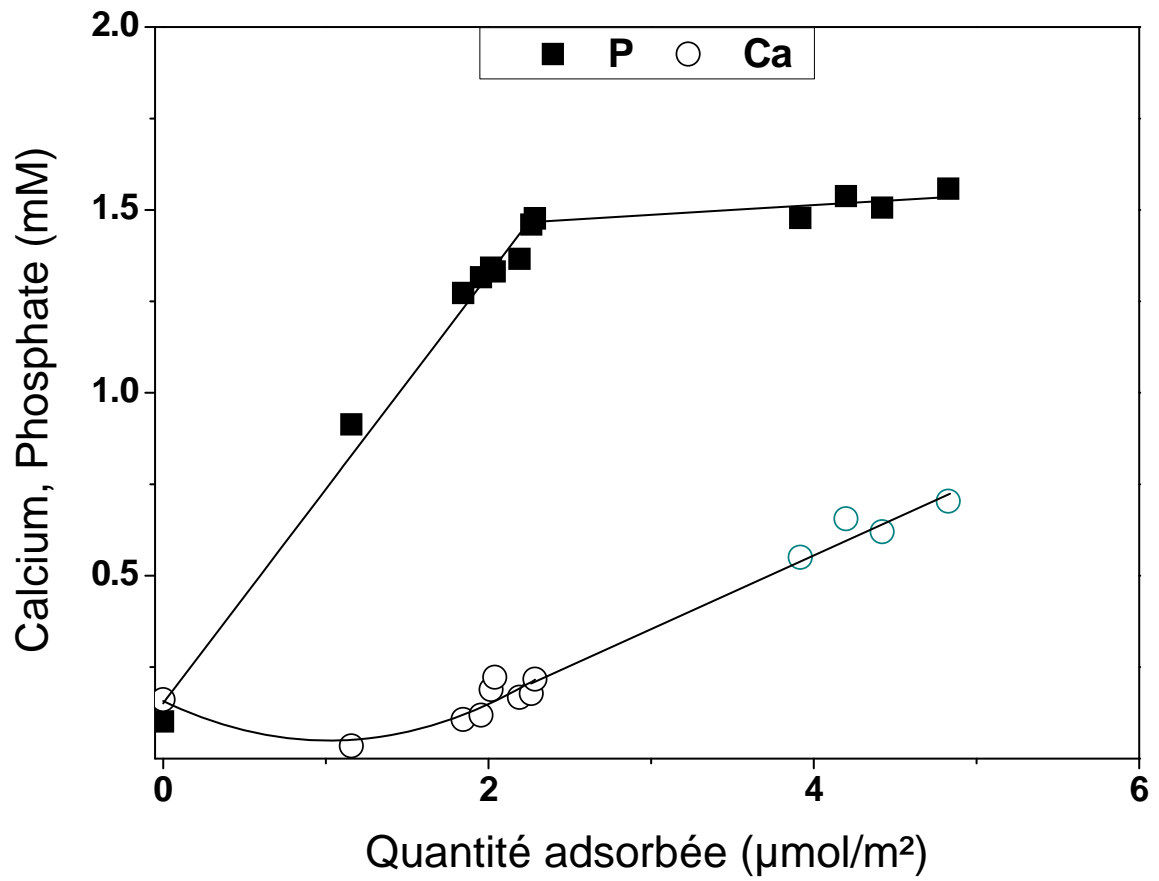 2.0
P Ca
1.5
1.0
0.5
0 2 4 6
Calcium, Phosphate (mM)
Quantité adsorbée (µmol/m²)